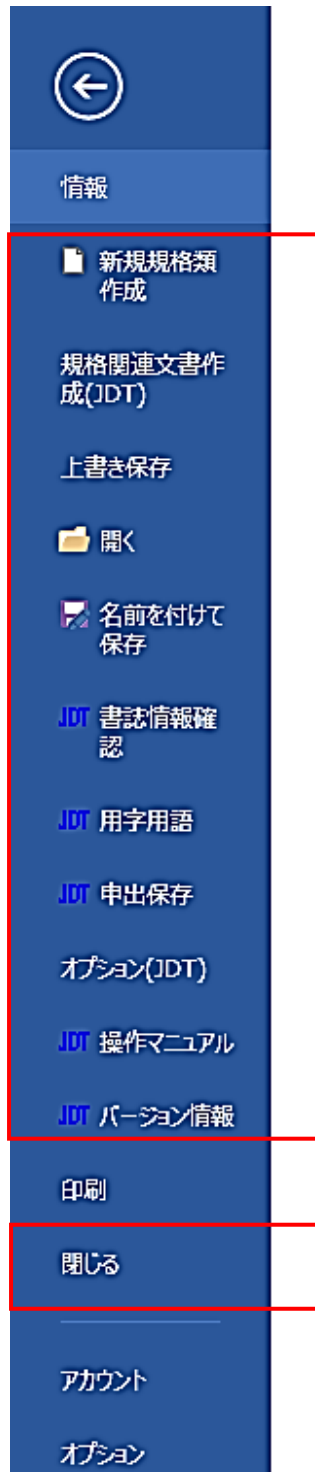 情報
新規規格類
作成
規格関連文書作
成(JDT)
上書き保存
開く
名前を付けて
保存
JDT 書誌情報確
認
JDT 用字用語
JDT 申出保存
オプション(JDT)
JDT 操作マニュアル
JDT バージョン情報
印刷
閉じる
アカウント
オプション